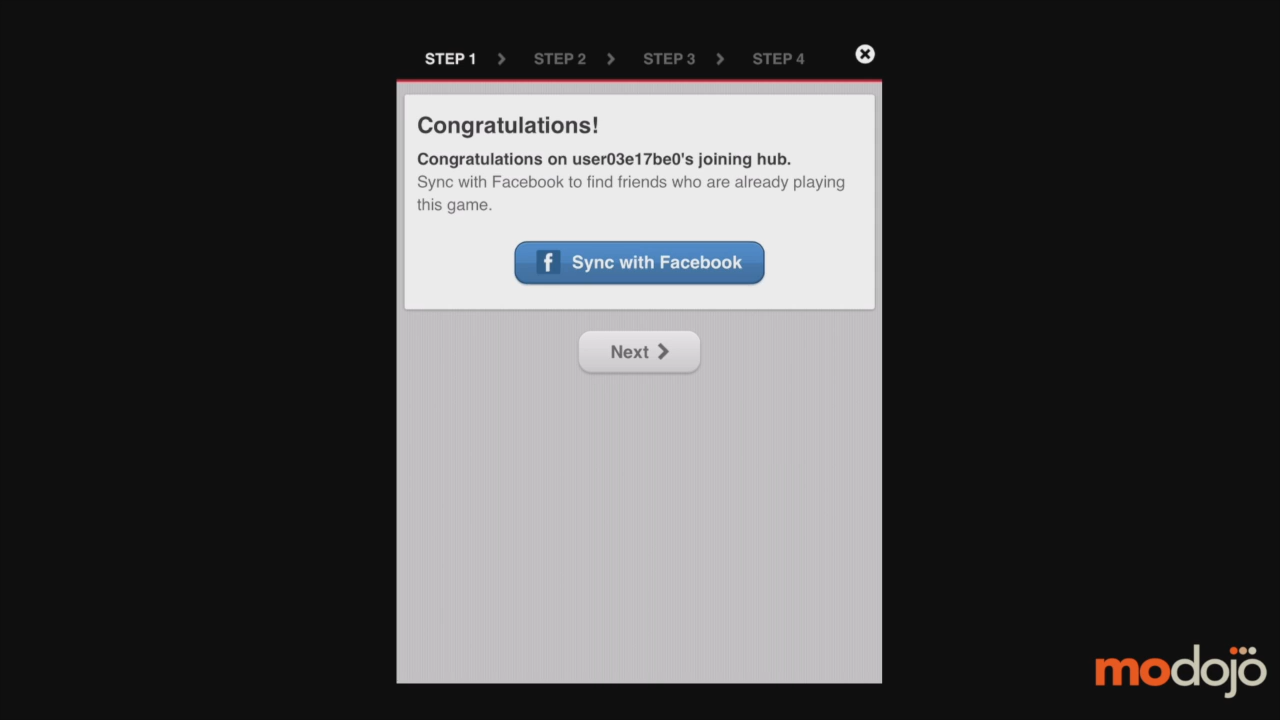 STEP 1 STEP 2 STEP 3 STEP 4
Congratulations!
Congratulations on user03e17be0's joining hub.
Sync with Facebook to find friends who are already playing
this game.
f Sync with Facebook
Next
modojo